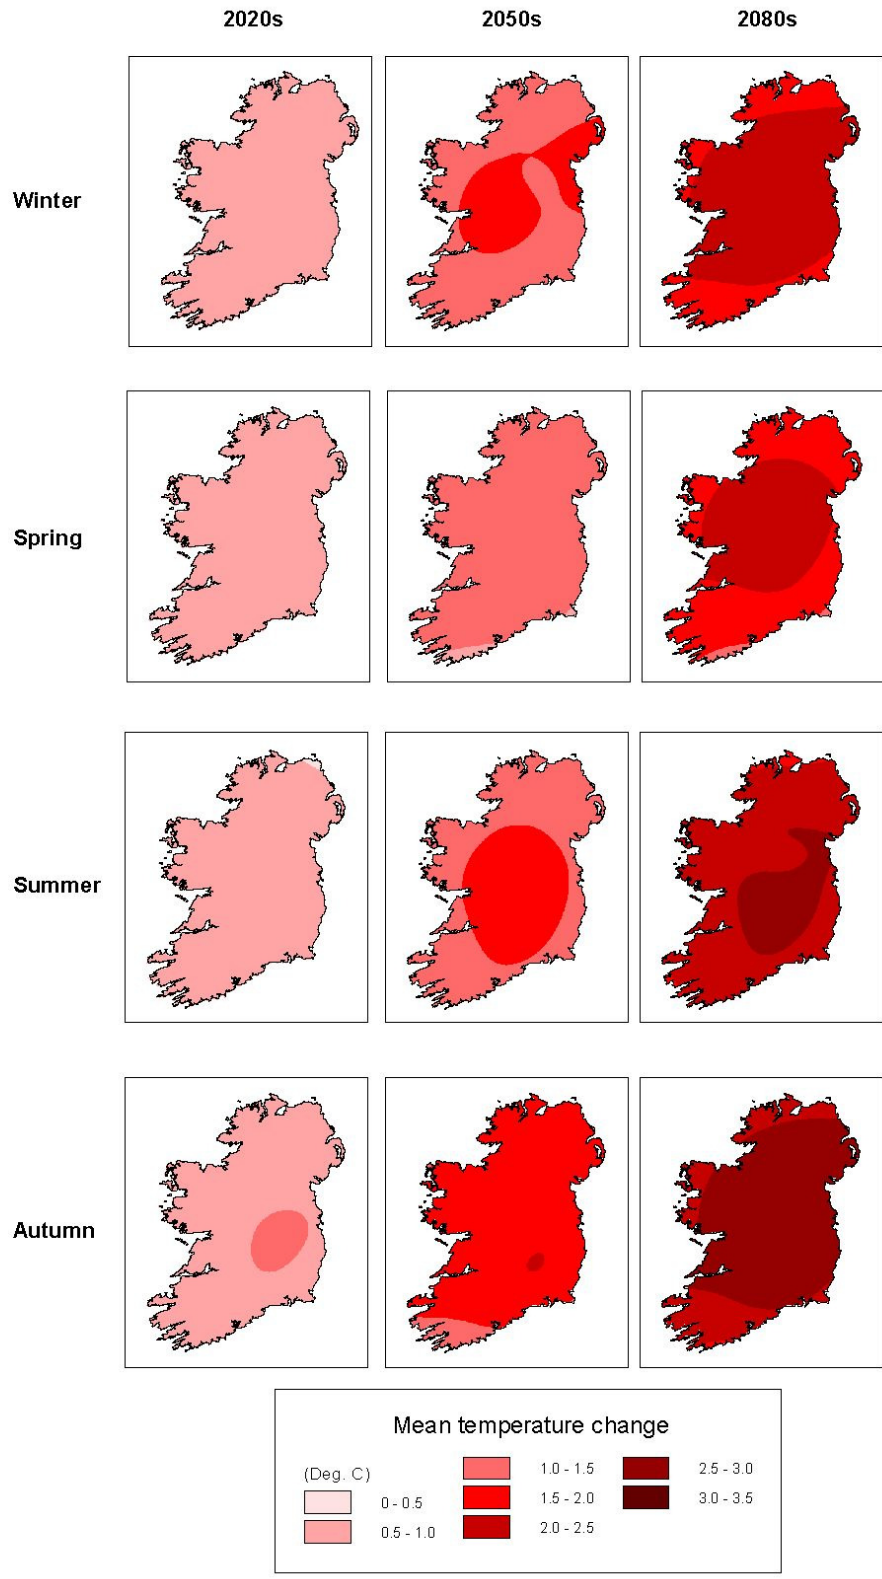 2020s 2050s 2080s
Winter
Spring
Summer
Autumn
Mean temperature change
(Deg. C)
0 - 0.5
0.5 - 1.0
1.0 - 1.5
1.5 - 2.0
2.0 - 2.5
2.5 - 3.0
3.0 - 3.5